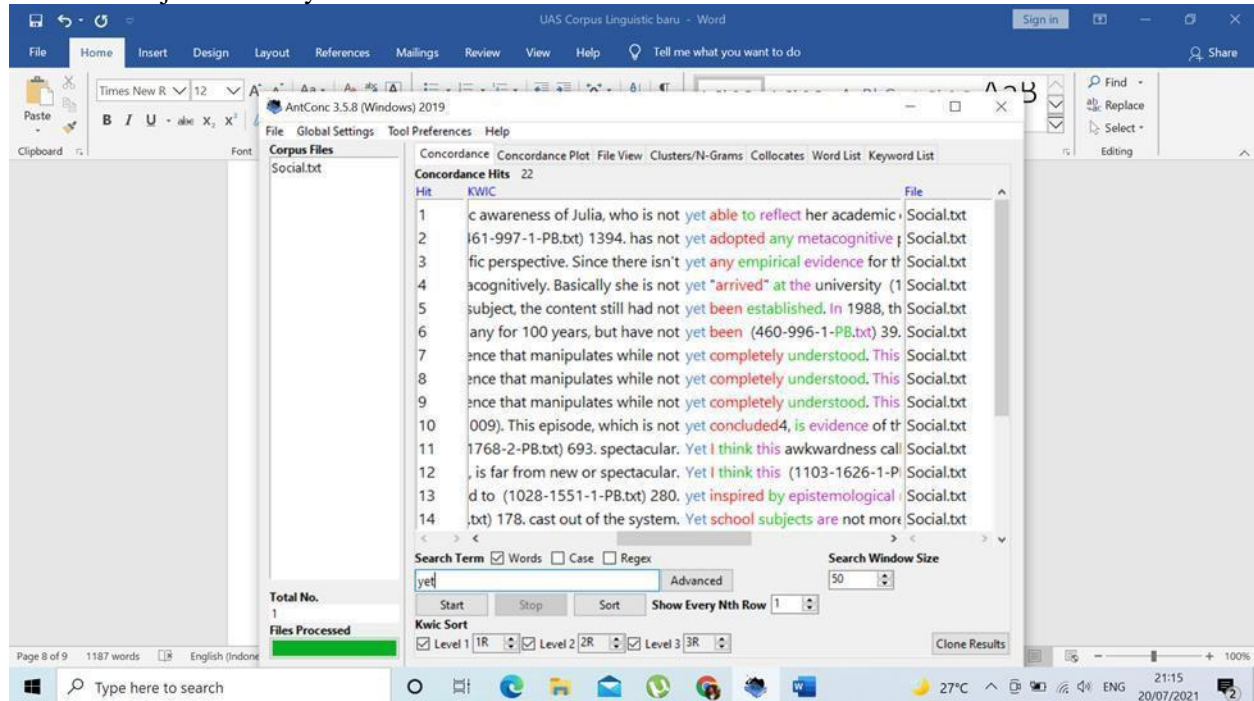 UAS Corpus Linguistic baru - Word
Sign in
File Home Insert Design Layout References Mailings Review View Help Tell me what you want to do
Share
Times New R 12
Paste
B I U abc X₂ X²
Clipboard
Font
Find
Replace
Select
Editing
AntConc 3.5.8 (Windows) 2019
File Global Settings Tool Preferences Help
Corpus Files
Social.txt
Concordance Concordance Plot File View Clusters/N-Grams Collocates Word List Keyword List
Concordance Hits 22
Hit KWIC File
1 c awareness of Julia, who is not yet able to reflect her academic Social.txt
2 461-997-1-PB.txt) 1394. has not yet adopted any metacognitive Social.txt
3 fic perspective. Since there isn't yet any empirical evidence for Social.txt
4 acognitively. Basically she is not yet "arrived" at the university (1 Social.txt
5 subject, the content still had not yet been established. In 1988, th Social.txt
6 any for 100 years, but have not yet been (460-996-1-PB.txt) 39. Social.txt
7 ence that manipulates while not yet completely understood. This Social.txt
8 ence that manipulates while not yet completely understood. This Social.txt
9 ence that manipulates while not yet completely understood. This Social.txt
10 009). This episode, which is not yet concluded4, is evidence of th Social.txt
11 1768-2-PB.txt) 693. spectacular. Yet I think this awkwardness call Social.txt
12 , is far from new or spectacular. Yet I think this (1103-1626-1-P Social.txt
13 d to (1028-1551-1-PB.txt) 280. yet inspired by epistemological Social.txt
14 .txt) 178. cast out of the system. Yet school subjects are not more Social.txt
Search Term Words Case Regex
Search Window Size
yet
Advanced
50
Total No.
1
Files Processed
Start Stop Sort Show Every Nth Row 1
Kwic Sort
Level 1 1R Level 2 2R Level 3 3R
Clone Results
Page 8 of 9 1187 words English (Indone
100%
Type here to search
27°C
ENG
21:15
20/07/2021
2